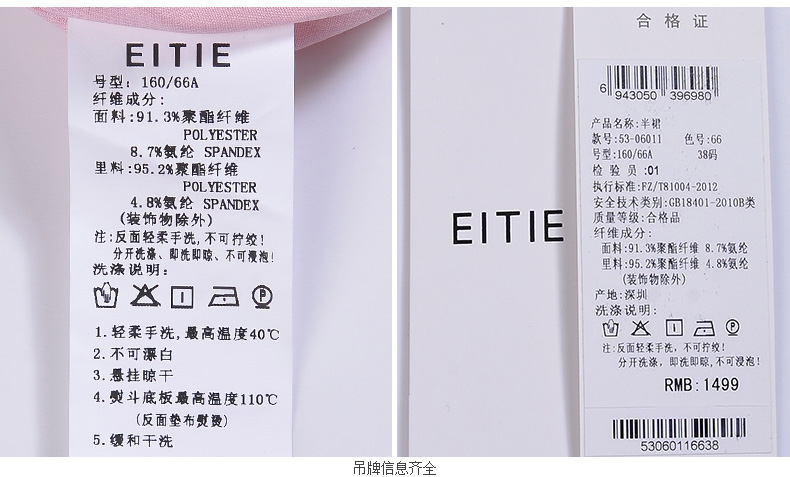 EITIE
号型: 160/66A
纤维成分:
面料:91.3%聚酯纤维
POLYESTER
8.7%氨纶 SPANDEX
里料:95.2%聚酯纤维
POLYESTER
4.8%氨纶 SPANDEX
(装饰物除外)
注:反面轻柔手洗,不可拧绞!
分开洗涤、即洗即晾、不可浸泡!
洗涤说明:
1.轻柔手洗,最高温度40℃
2.不可漂白
3.悬挂晾干
4.熨斗底板最高温度110℃
(反面垫布熨烫)
5.缓和干洗
EITIE
合格证
6 943050 396980
产品名称:半裙
款号:53-06011 色号:66
号型:160/66A 38码
检 验 员:01
执行标准:FZ/T81004-2012
安全技术类别:GB18401-2010B类
质量等级:合格品
纤维成分:
面料:91.3%聚酯纤维 8.7%氨纶
里料:95.2%聚酯纤维 4.8%氨纶
(装饰物除外)
产地:深圳
洗涤说明:
注:反面轻柔手洗, 不可拧绞!
分开洗涤, 即洗即晾,不可浸泡!
RMB:1499
53060116638
吊牌信息齐全